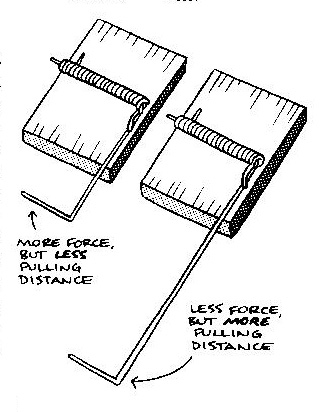 MORE FORCE,
BUT LESS
PULLING
DISTANCE
LESS FORCE,
BUT MORE
PULLING
DISTANCE